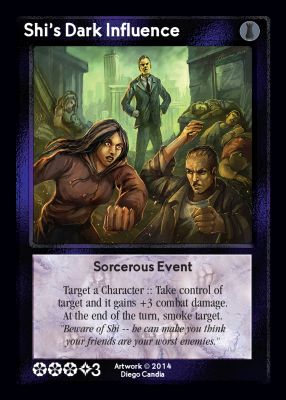 Shi's Dark Influence
Sorcerous Event
Target a Character :: Take control of
target and it gains +3 combat damage.
At the end of the turn, smoke target.
"Beware of Shi -- he can make you think
your friends are your worst enemies."
3
Artwork © 2014
Diego Candia